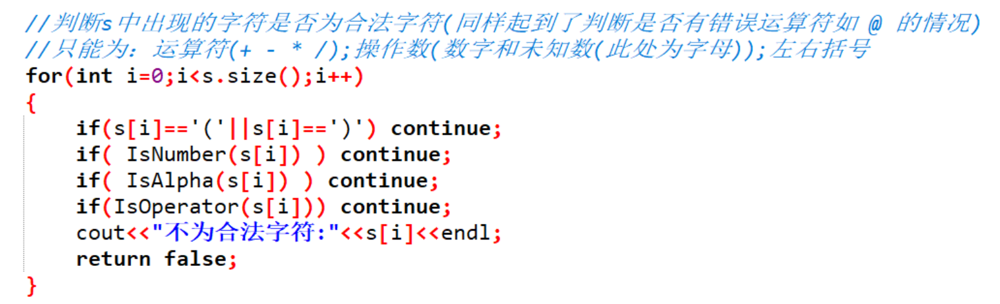 //判断s中出现的字符是否为合法字符(同样起到了判断是否有错误运算符如 @ 的情况)
//只能为：运算符(+ - * /);操作数(数字和未知数(此处为字母));左右括号
for(int i=0;i<s.size();i++)
{
    if(s[i]=='('||s[i]==')') continue;
    if( IsNumber(s[i]) ) continue;
    if( IsAlpha(s[i]) ) continue;
    if(IsOperator(s[i])) continue;
    cout<<"不为合法字符:"<<s[i]<<endl;
    return false;
}